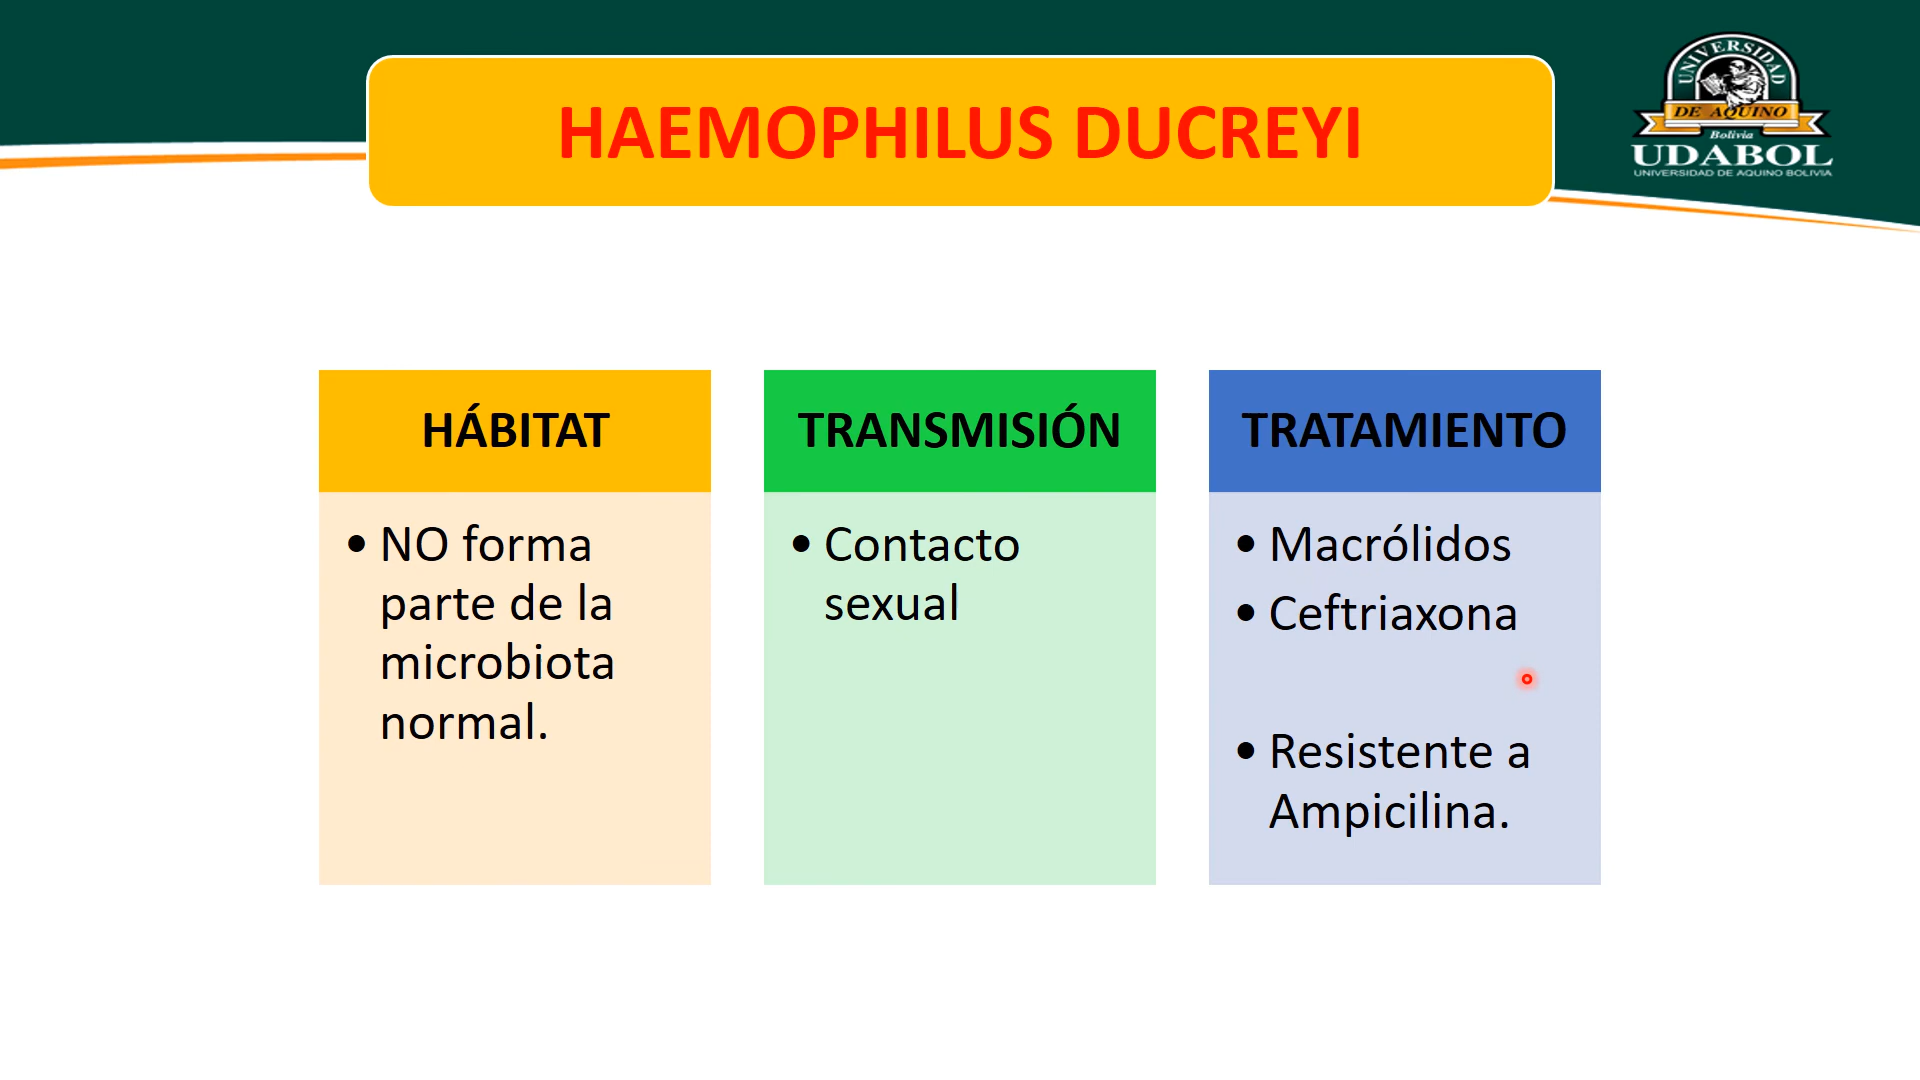 HAEMOPHILUS DUCREYI
UNIVERSIDAD
DE AQUINO
Bolivia
UDABOL
UNIVERSIDAD DE AQUINO BOLIVIA
HÁBITAT
• NO forma
parte de la
microbiota
normal.
TRANSMISIÓN
• Contacto
sexual
TRATAMIENTO
• Macrólidos
• Ceftriaxona
• Resistente a
Ampicilina.